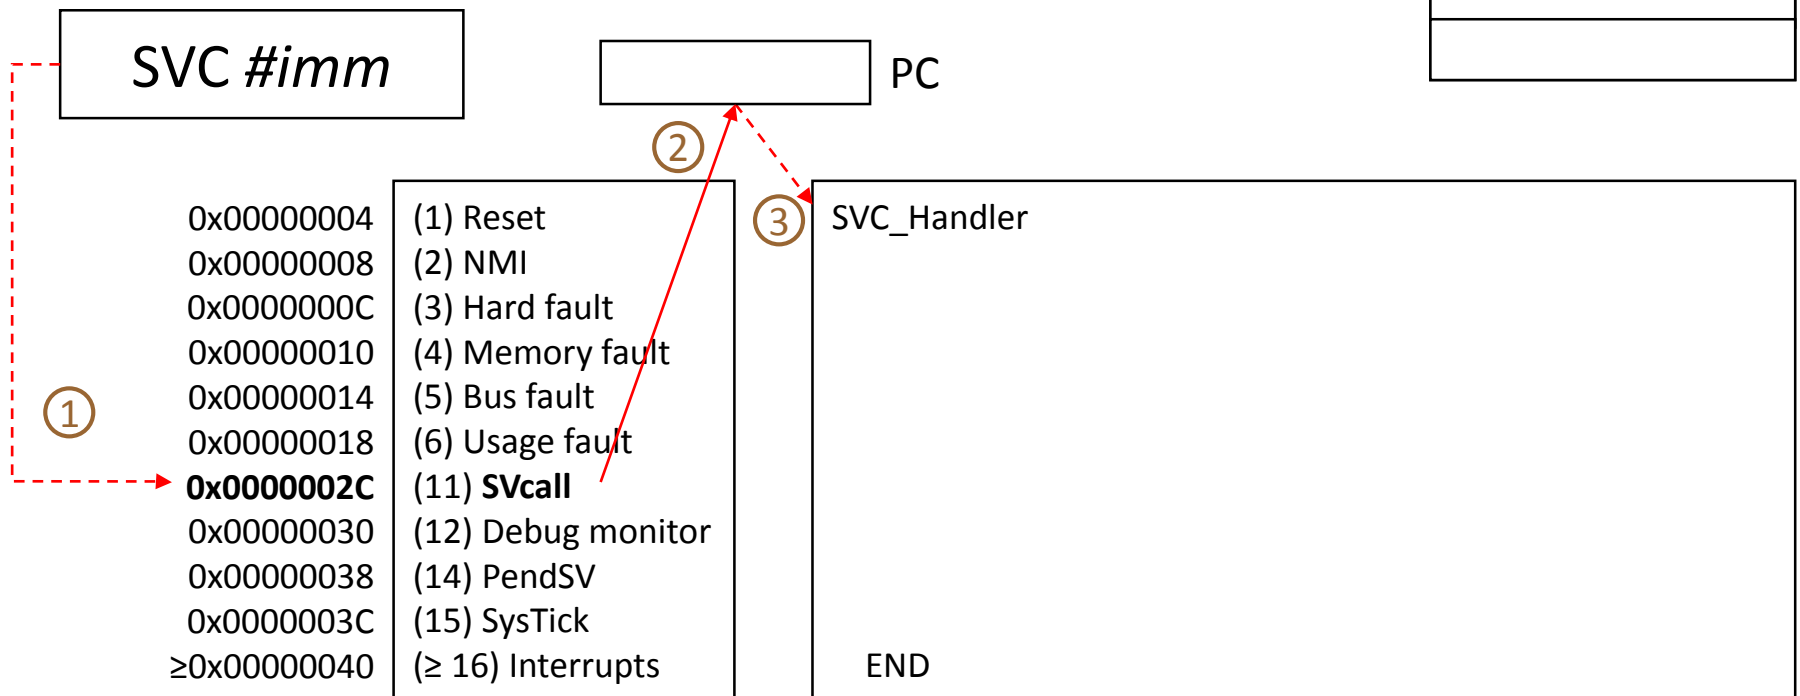 SVC #imm
PC
1
2
3
0x00000004 (1) Reset
0x00000008 (2) NMI
0x0000000C (3) Hard fault
0x00000010 (4) Memory fault
0x00000014 (5) Bus fault
0x00000018 (6) Usage fault
0x0000002C (11) SVcall
0x00000030 (12) Debug monitor
0x00000038 (14) PendSV
0x0000003C (15) SysTick
≥0x00000040 (≥ 16) Interrupts
SVC_Handler
END